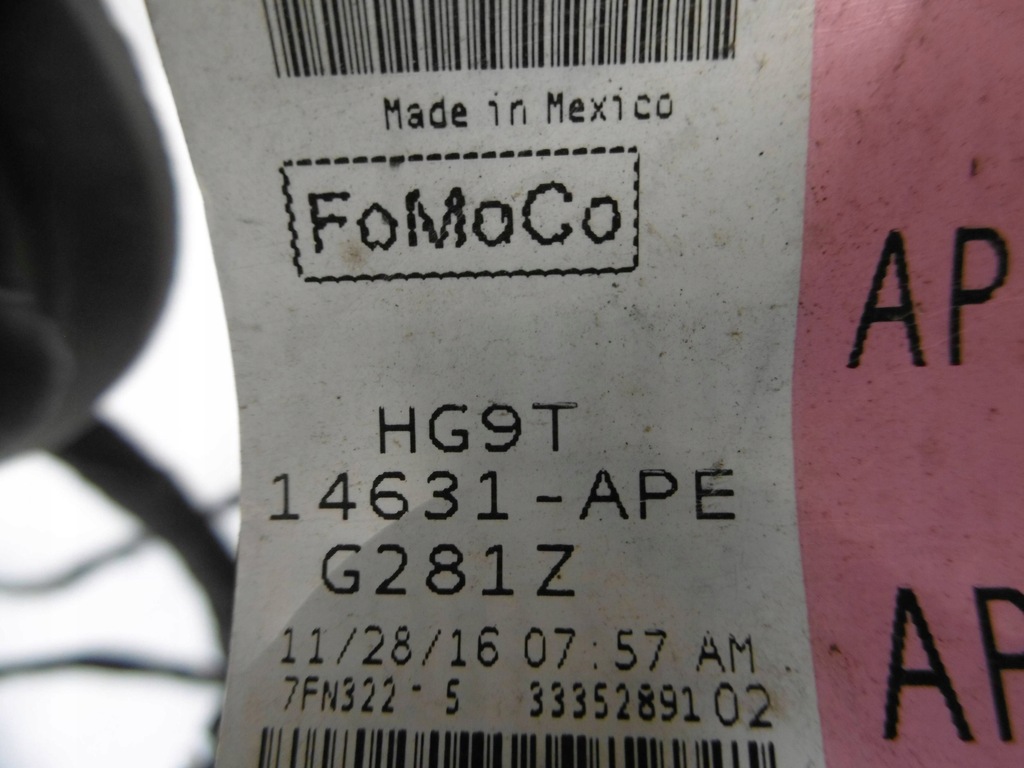 Made in Mexico
FoMoCo
HG9T
14631-APE
G281Z
11/28/16 07:57 AM
7FN322 - 5 3335289102
AP
AP